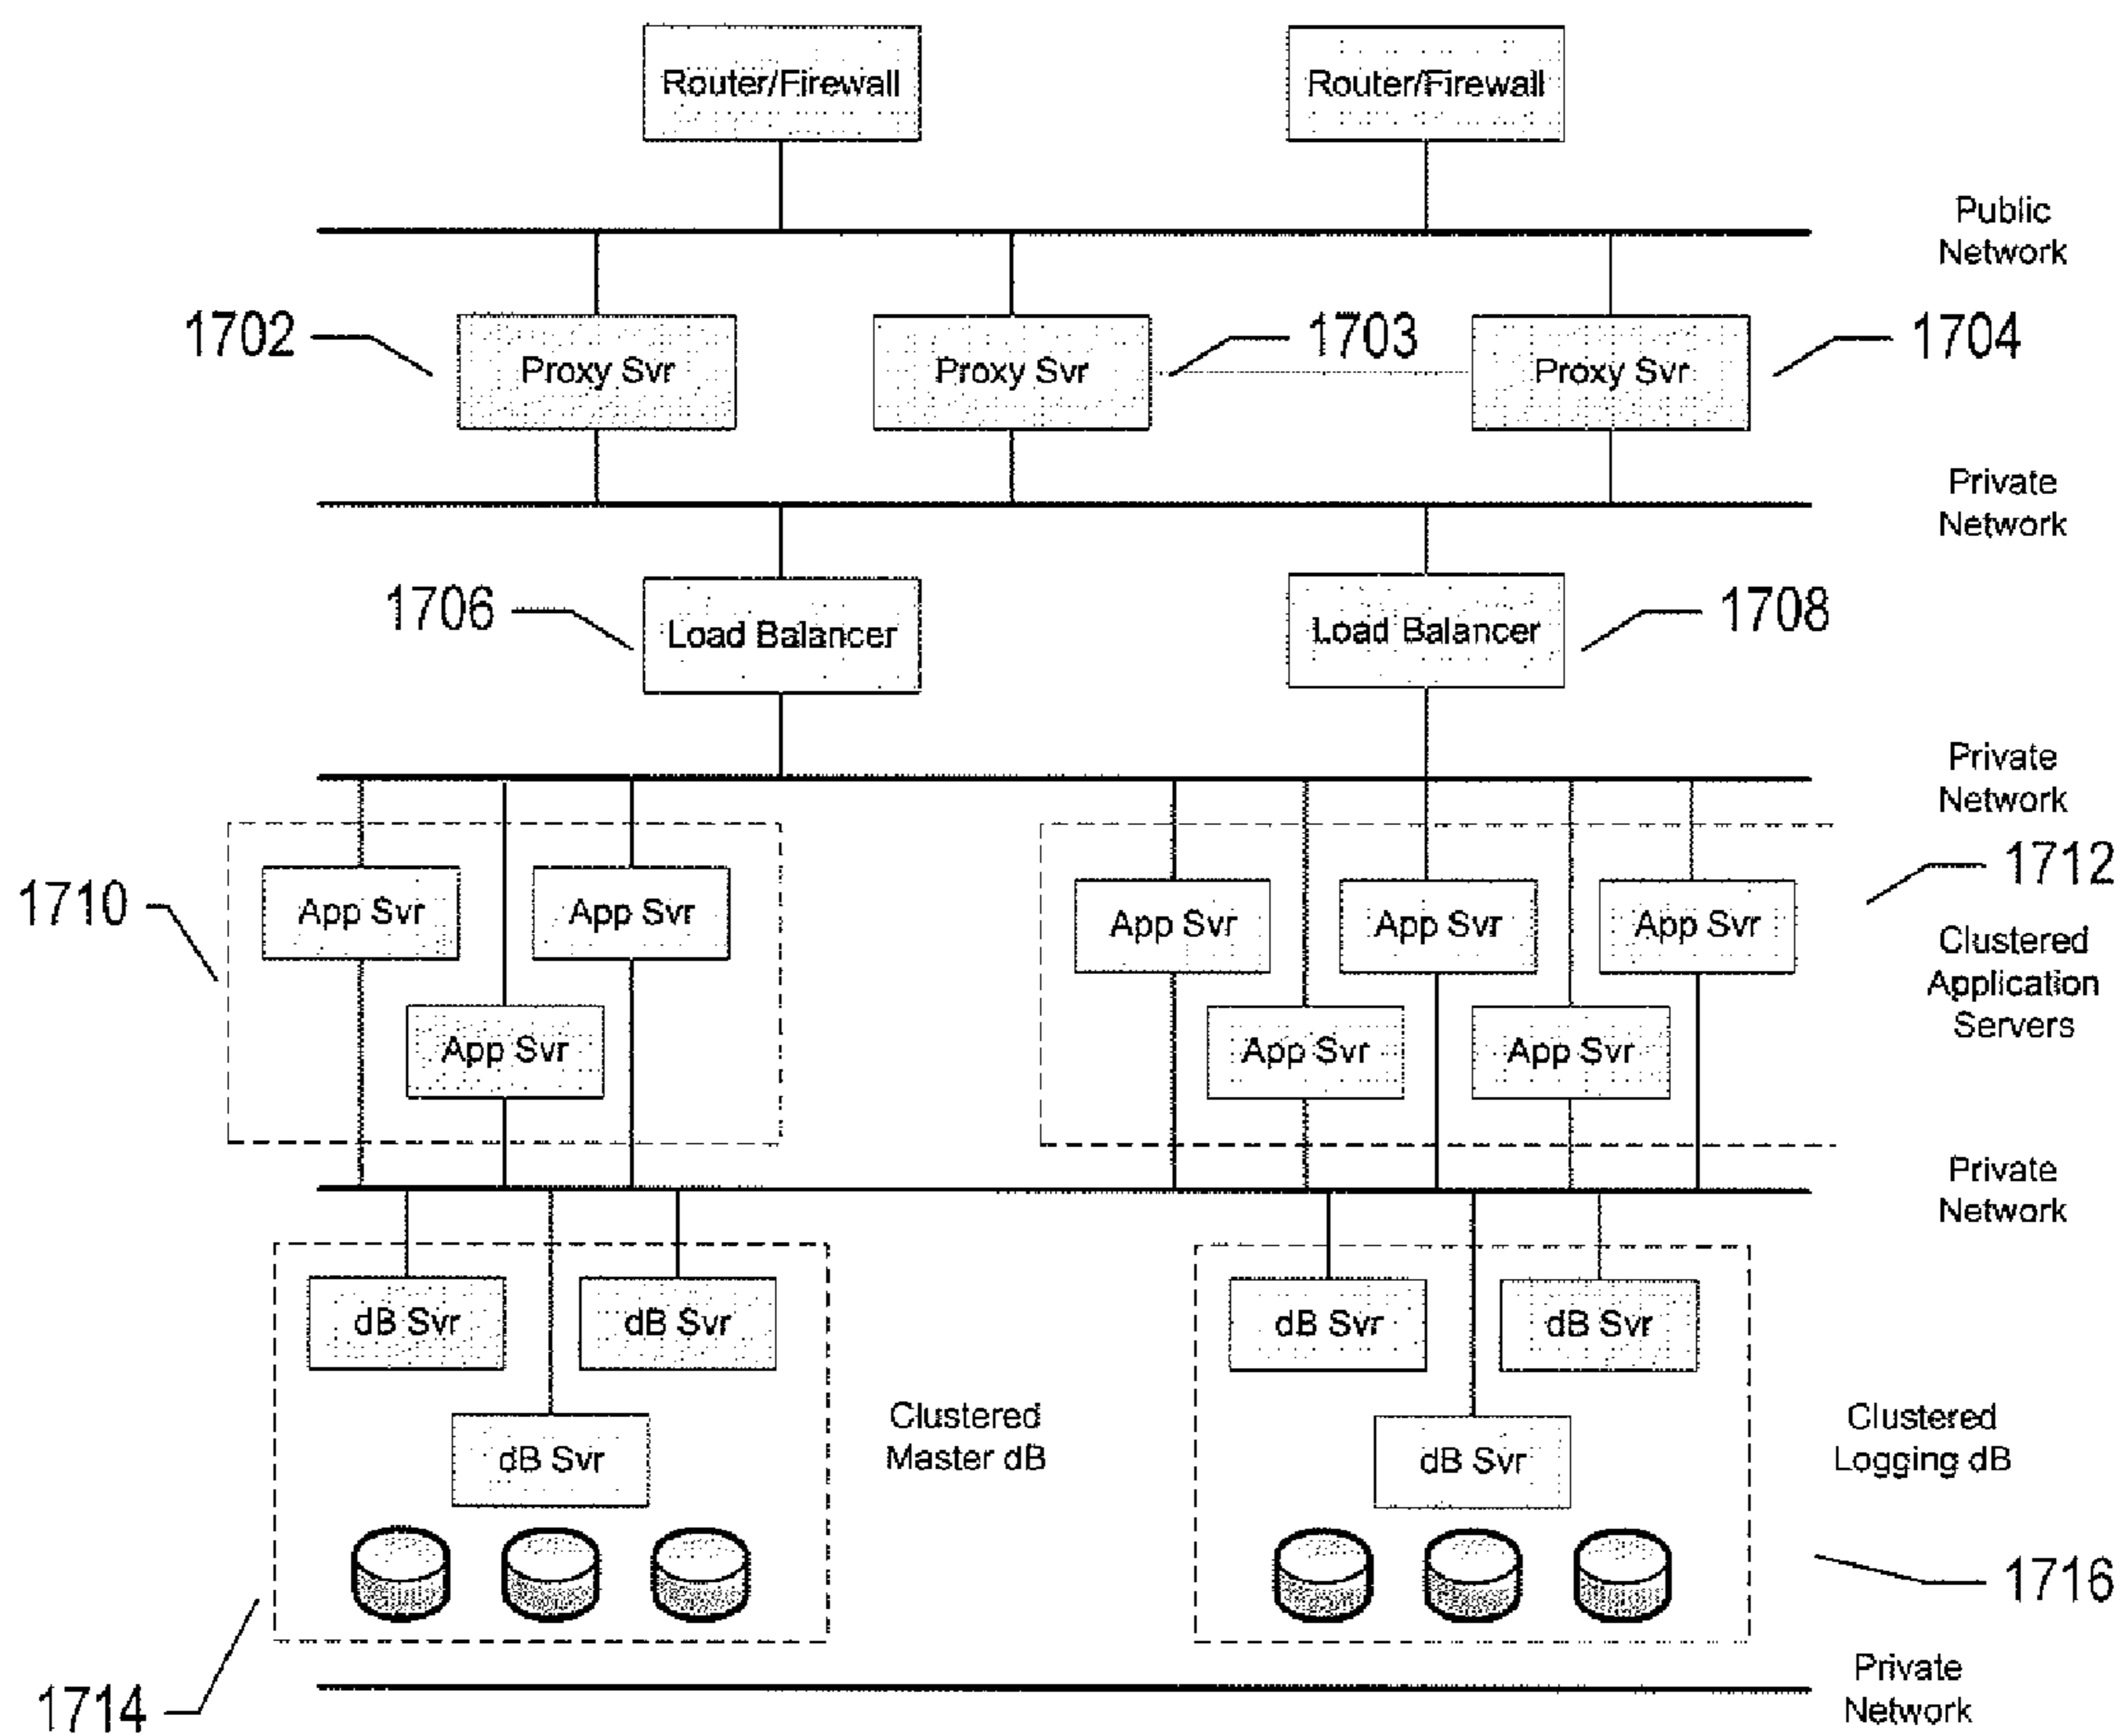 Router/Firewall
Router/Firewall
Public
Network
1702
Proxy Svr
Proxy Svr
1703
Proxy Svr
1704
Private
Network
1706
Load Balancer
Load Balancer
1708
Private
Network
1710
App Svr
App Svr
App Svr
App Svr
App Svr
App Svr
App Svr
App Svr
1712
Clustered
Application
Servers
Private
Network
dB Svr
dB Svr
dB Svr
Clustered
Master dB
dB Svr
dB Svr
dB Svr
Clustered
Logging dB
1714
1716
Private
Network